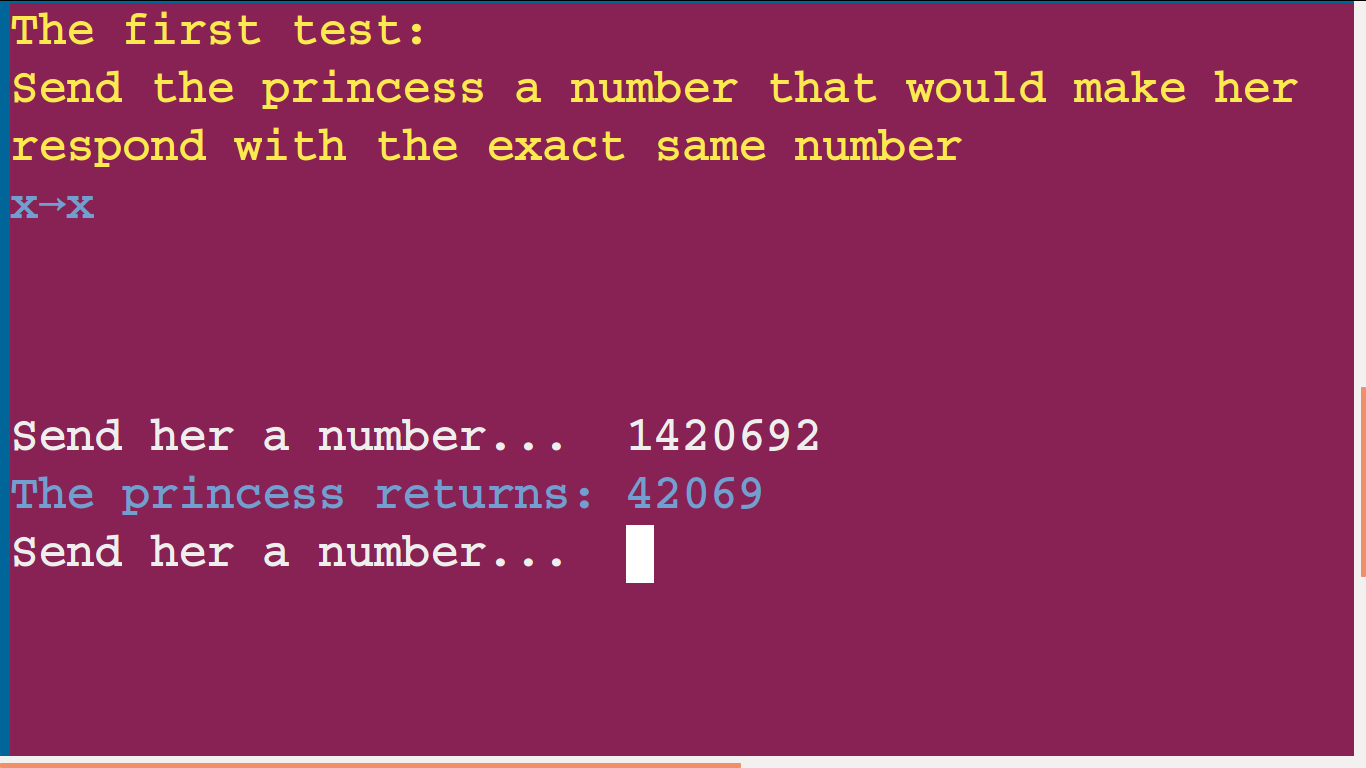 The first test:
Send the princess a number that would make her
respond with the exact same number
x→x
Send her a number... 1420692
The princess returns: 42069
Send her a number...